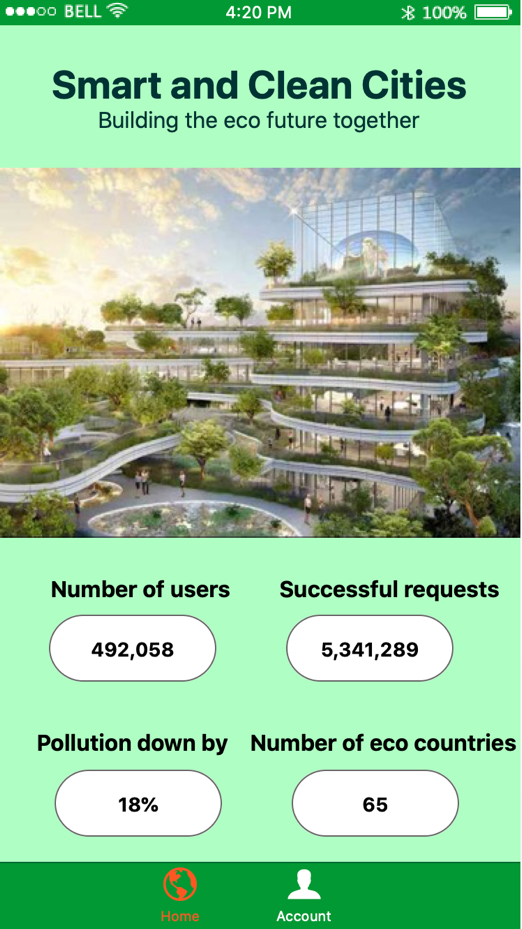 BELL 4:20 PM 100%
Smart and Clean Cities
Building the eco future together
Number of users Successful requests
492,058 5,341,289
Pollution down by Number of eco countries
18% 65
Home Account